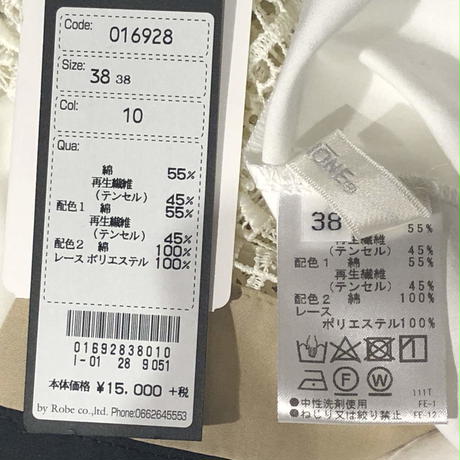 Code:
016928
Size:
38 38
Col:
10
Qua:
綿 55%
再生繊維
(テンセル) 45%
配色1 綿 55%
再生繊維
(テンセル) 45%
配色2 綿 100%
レース ポリエステル 100%
01692838010
I-01 28 9051
本体価格 ¥15,000 +税
by Robe co.,ltd. Phone:0662645553
ONE®
38
55%
再生繊維
(テンセル) 45%
配色1 綿 55%
再生繊維
(テンセル) 45%
配色2 綿 100%
レース
ポリエステル100%
111T
●中性洗剤使用 FE-1
●ねじり又は絞り禁止 FE-12